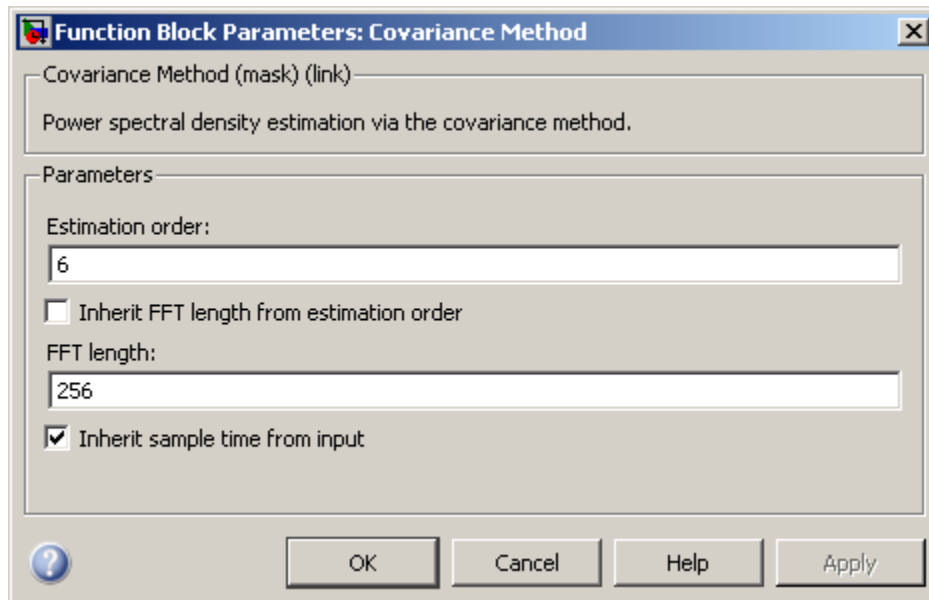 Function Block Parameters: Covariance Method
Covariance Method (mask) (link)
Power spectral density estimation via the covariance method.
Parameters
Estimation order:
6
Inherit FFT length from estimation order
FFT length:
256
Inherit sample time from input
OK Cancel Help Apply